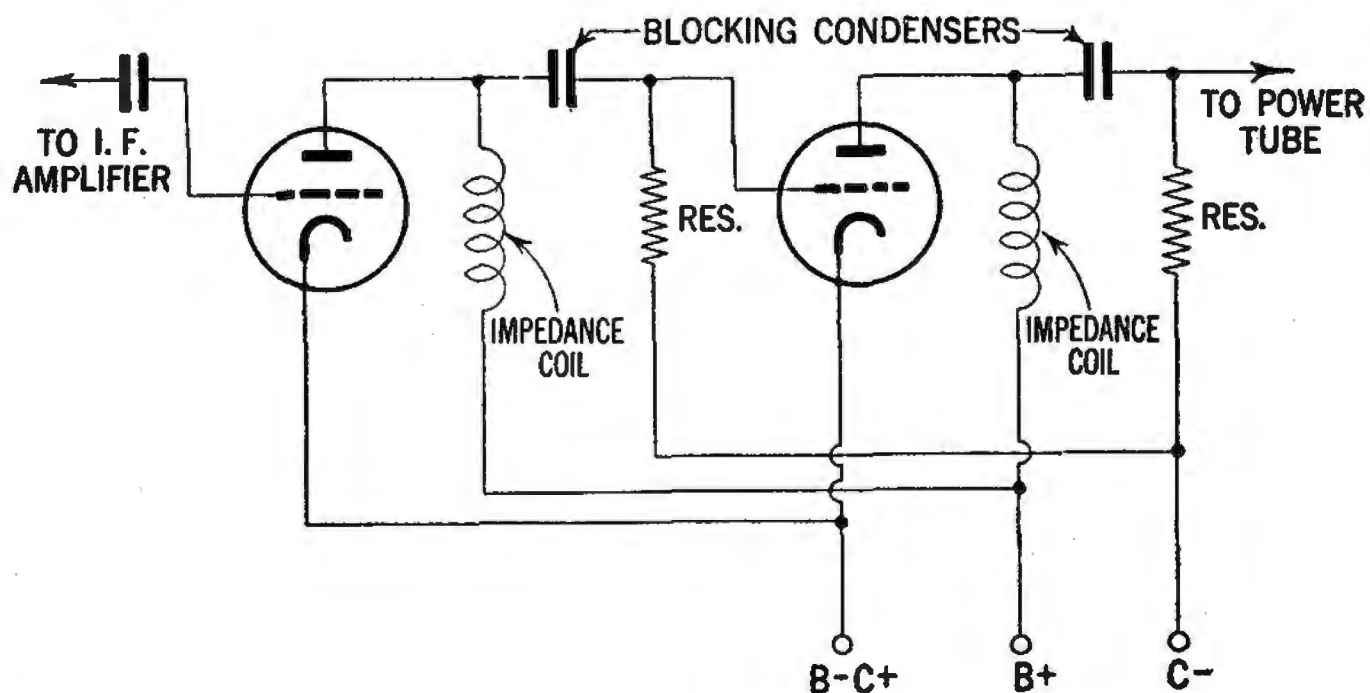 BLOCKING CONDENSERS
TO I. F.
AMPLIFIER
TO POWER
TUBE
RES.
RES.
IMPEDANCE
COIL
IMPEDANCE
COIL
B-C+
B+
C-